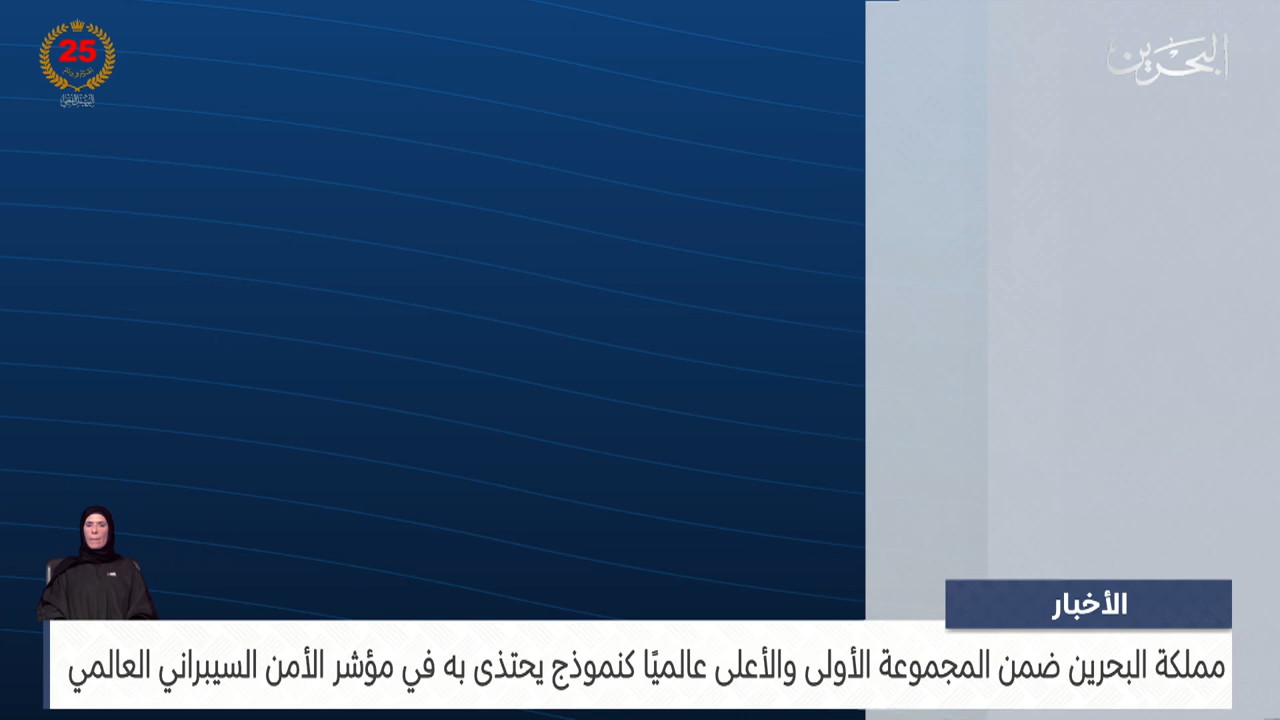 البحرين
25
الأخبار
مملكة البحرين ضمن المجموعة الأولى والأعلى عالميًا كنموذج يحتذى به في مؤشر الأمن السيبراني العالمي